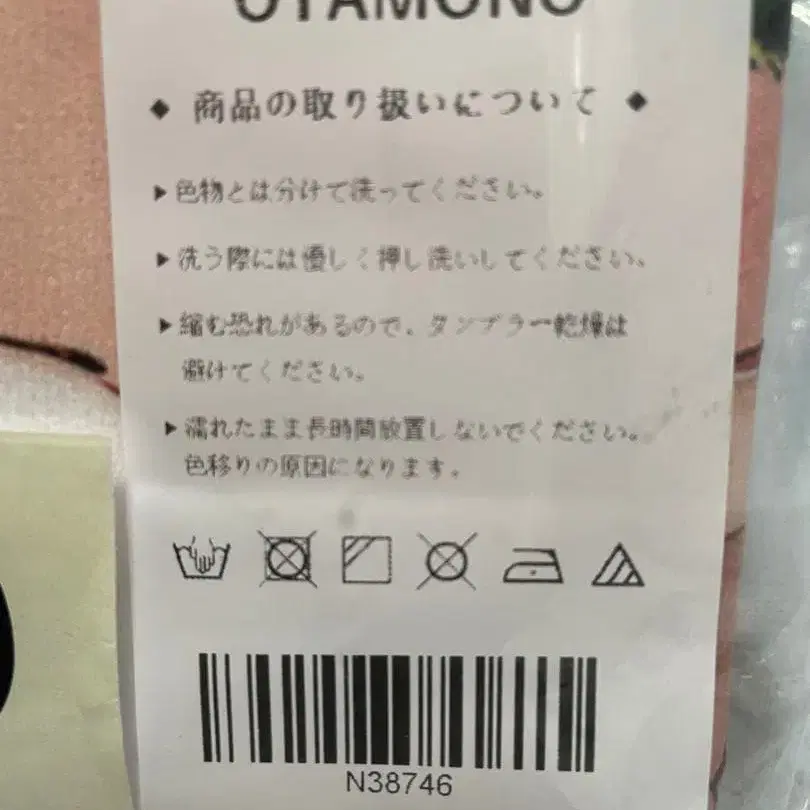 OTAMONO
◆ 商品の取り扱いについて ◆
▶色物とは分けて洗ってください。
▶洗う際には優しく押し洗いしてください。
▶縮む恐れがあるので、タンブラー乾燥は
避けてください。
▶濡れたまま長時間放置しないでください。
色移りの原因になります。
N38746